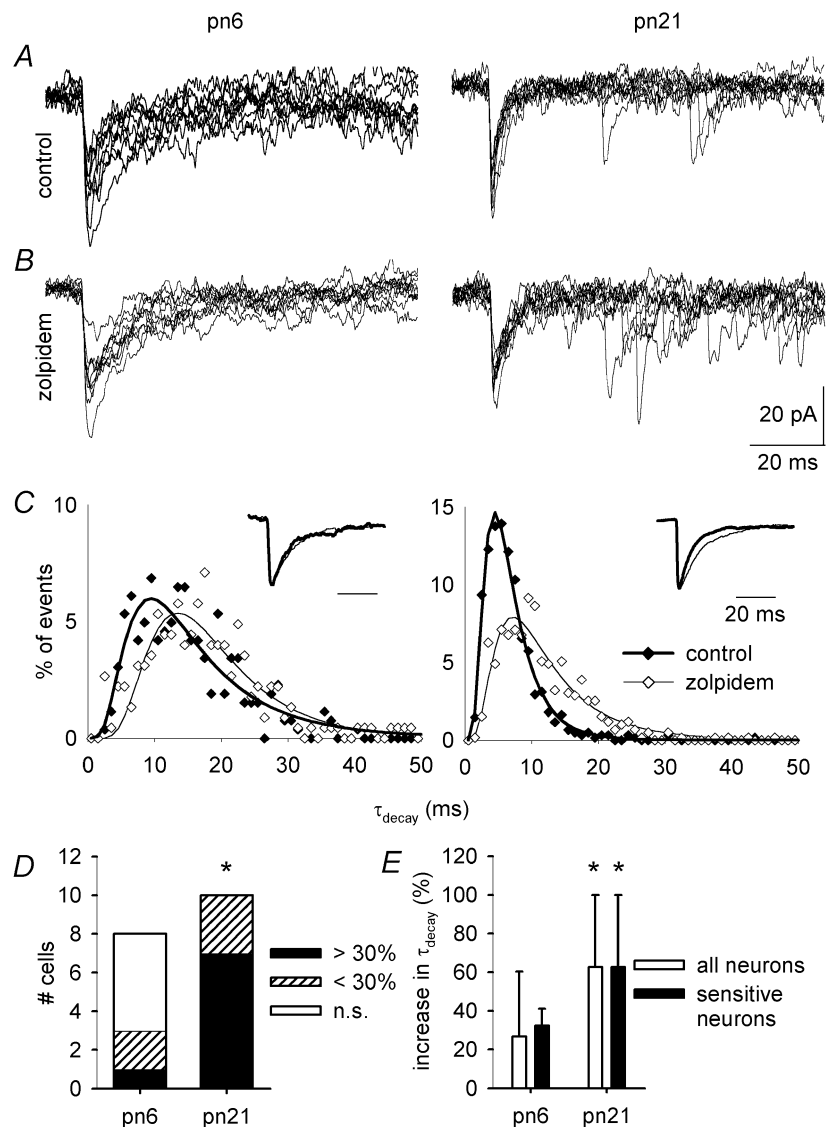 pn6 pn21
A
control
B
zolpidem
20 pA
20 ms
C
% of events
10
5
0
0 10 20 30 40 50
15
10
5
0
0 10 20 30 40 50
20 ms
control
zolpidem
τdecay (ms)
D
# cells
12
10
8
6
4
2
0
*
pn6 pn21
> 30%
< 30%
n.s.
E
increase in τdecay (%)
120
100
80
60
40
20
0
* *
pn6 pn21
all neurons
sensitive
neurons